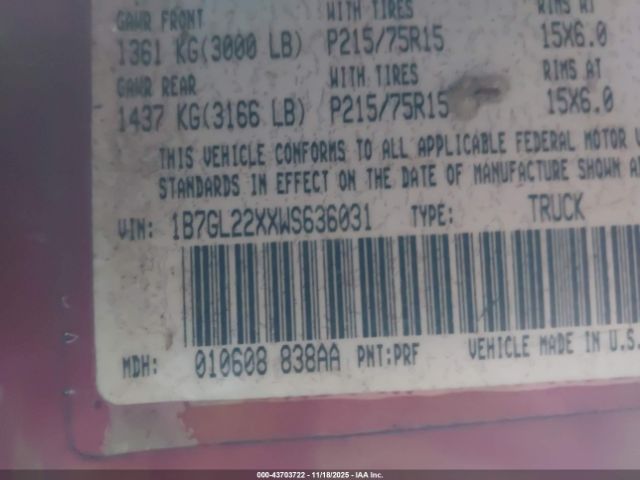 GAWR FRONT WITH TIRES RIMS AT
1361 KG(3000 LB) P215/75R15 15X6.0
GAWR REAR WITH TIRES RIMS AT
1437 KG(3166 LB) P215/75R15 15X6.0
THIS VEHICLE CONFORMS TO ALL APPLICABLE FEDERAL MOTOR
STANDARDS IN EFFECT ON THE DATE OF MANUFACTURE SHOWN
VIN: 1B7GL22XXWS636031 TYPE: TRUCK
MDH: 010608 838AA PNT:PRF VEHICLE MADE IN U.S.
000-43703722 - 11/18/2025 - IAA Inc.